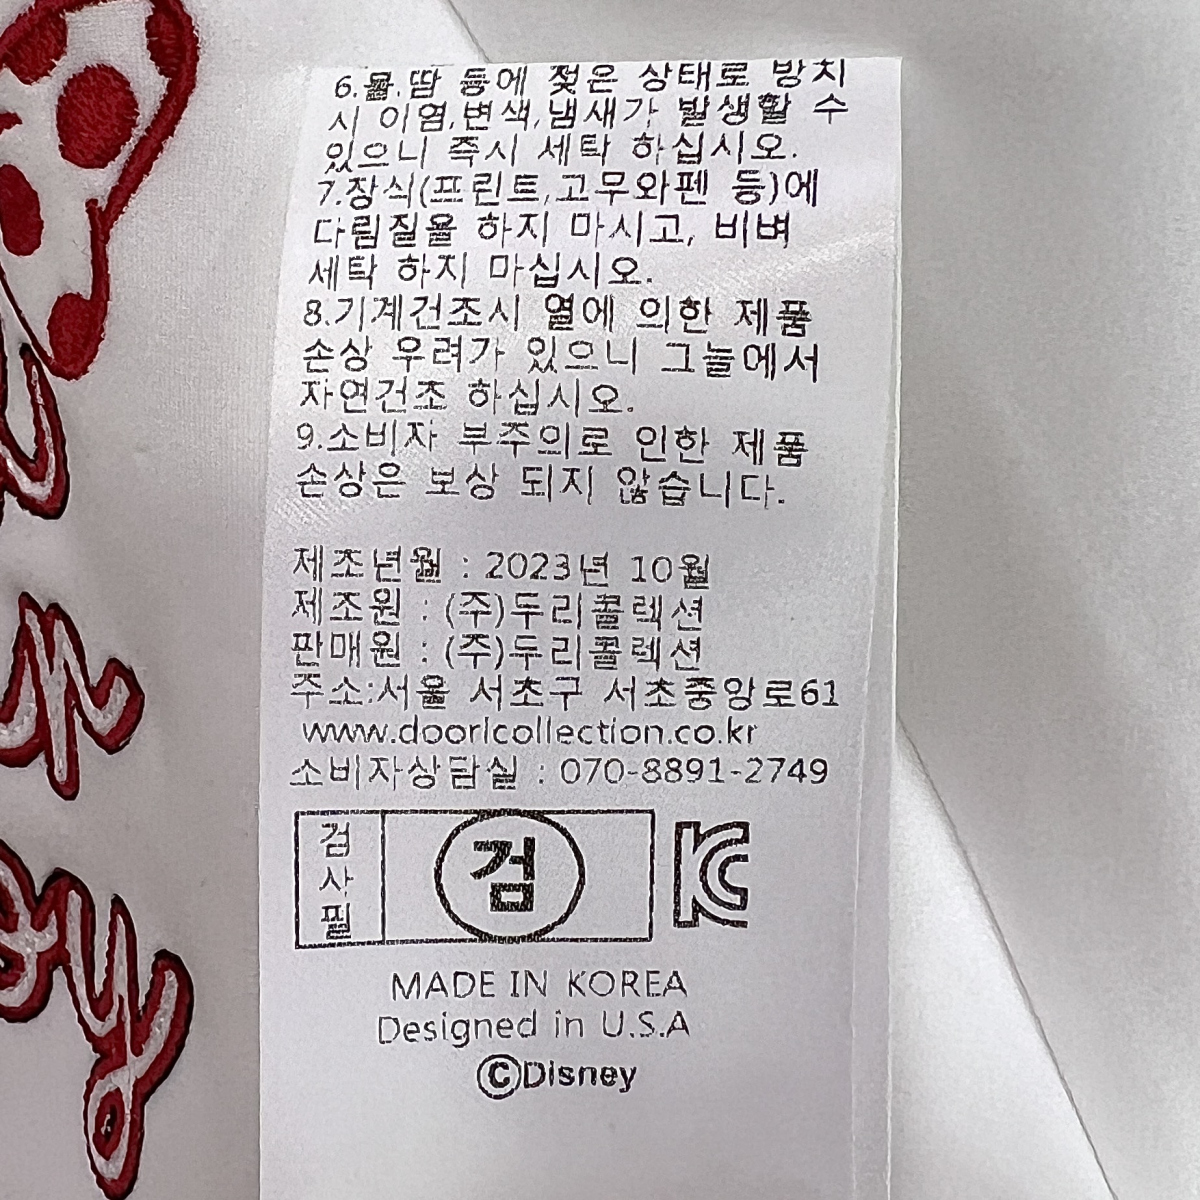 6.물,땀 등에 젖은 상태로 방치
시 이염,변색,냄새가 발생할 수
있으니 즉시 세탁 하십시오.
7.장식(프린트,고무와펜 등)에
다림질을 하지 마시고, 비벼
세탁 하지 마십시오.
8.기계건조시 열에 의한 제품
손상 우려가 있으니 그늘에서
자연건조 하십시오.
9.소비자 부주의로 인한 제품
손상은 보상 되지 않습니다.
제조년월 : 2023년 10월
제조원 : (주)두리콜렉션
판매원 : (주)두리콜렉션
주소:서울 서초구 서초중앙로61
www.doorlcollection.co.kr
소비자상담실 : 070-8891-2749
검사필 검 KC
MADE IN KOREA
Designed in U.S.A
©Disney